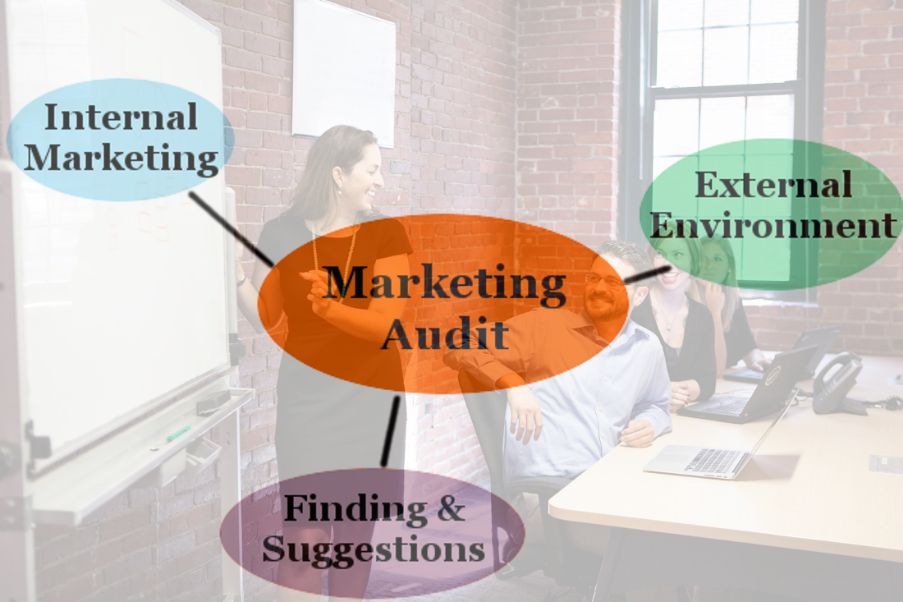 Internal
Marketing
External
Environment
Marketing
Audit
Finding &
Suggestions